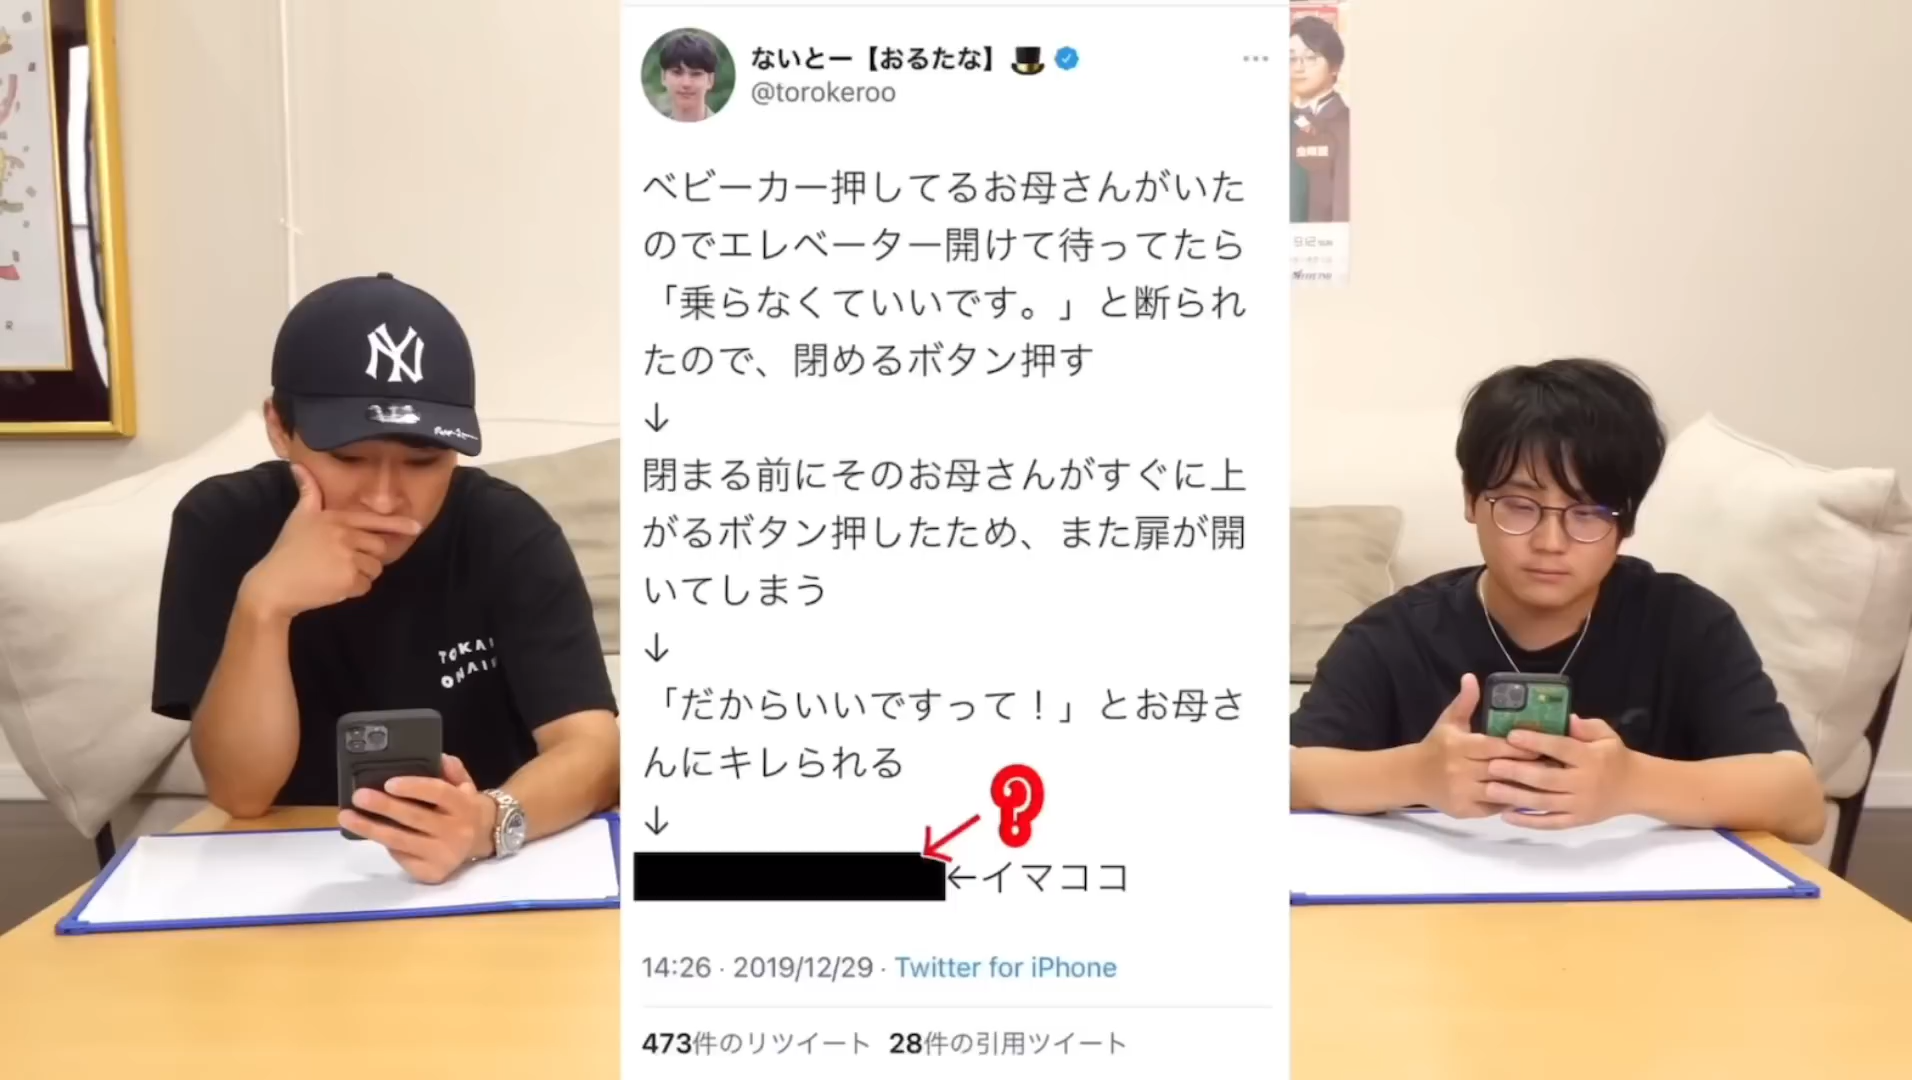 ないとー【おるたな】
@torokeroo
ベビーカー押してるお母さんがいた
のでエレベーター開けて待ってたら
「乗らなくていいです。」と断られ
たので、閉めるボタン押す
↓
閉まる前にそのお母さんがすぐに上
がるボタン押したため、また扉が開
いてしまう
↓
「だからいいですって！」とお母さ
んにキレられる
↓
?
←イマココ
14:26 · 2019/12/29 · Twitter for iPhone
473件のリツイート 28件の引用ツイート
NY
TOKAI
ONAIR